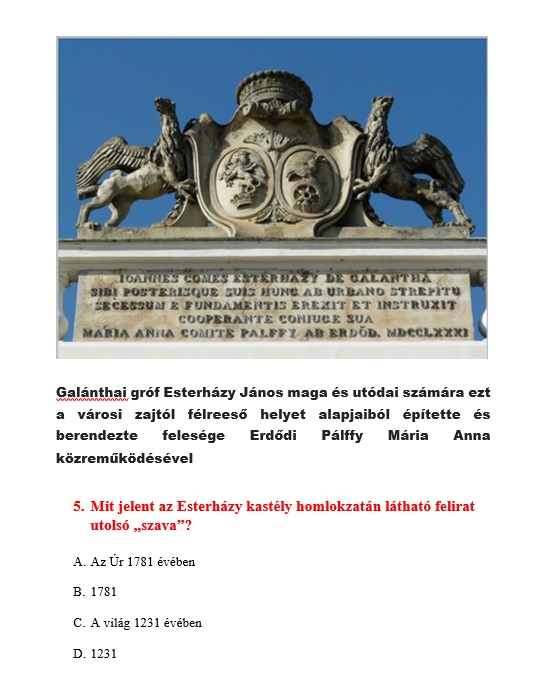 IOANNES COMES ESTERHAZY DE GALANTHA
SIBI POSTERISQUE SUIS HUNC AB URBANO STREPITU
SECESSUM E FUNDAMENTIS EREXIT ET INSTRUXIT
COOPERANTE CONIUGE SUA
MARIA ANNA COMITE PALFFY AB ERDÖD. MDCCLXXXI
Galánthai gróf Esterházy János maga és utódai számára ezt
a városi zajtól félreeső helyet alapjaiból építette és
berendezte felesége Erdődi Pálffy Mária Anna
közreműködésével
5. Mit jelent az Esterházy kastély homlokzatán látható felirat
utolsó „szava”?
A. Az Úr 1781 évében
B. 1781
C. A világ 1231 évében
D. 1231